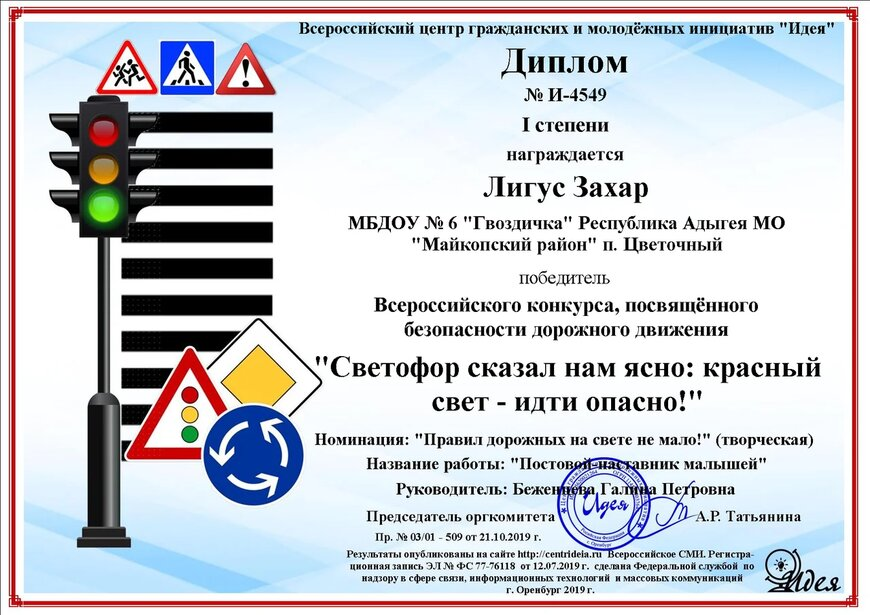 Всероссийский центр гражданских и молодёжных инициатив "Идея"
Диплом
№ И-4549
I степени
награждается
Лигус Захар
МБДОУ № 6 "Гвоздичка" Республика Адыгея МО
"Майкопский район" п. Цветочный
победитель
Всероссийского конкурса, посвящённого
безопасности дорожного движения
"Светофор сказал нам ясно: красный
свет - идти опасно!"
Номинация: "Правил дорожных на свете не мало!" (творческая)
Название работы: "Постовой-наставник малышей"
Руководитель: Беженцева Галина Петровна
Идея
Председатель оргкомитета А.Р. Татьянина
Российская Федерация
г. Оренбург
Пр. № 03/01 - 509 от 21.10.2019 г.
Результаты опубликованы на сайте http://centrideia.ru Всероссийское СМИ. Регистра-
ционная запись ЭЛ № ФС 77-76118 от 12.07.2019 г. сделана Федеральной службой по
надзору в сфере связи, информационных технологий и массовых коммуникаций
г. Оренбург 2019 г.
Идея